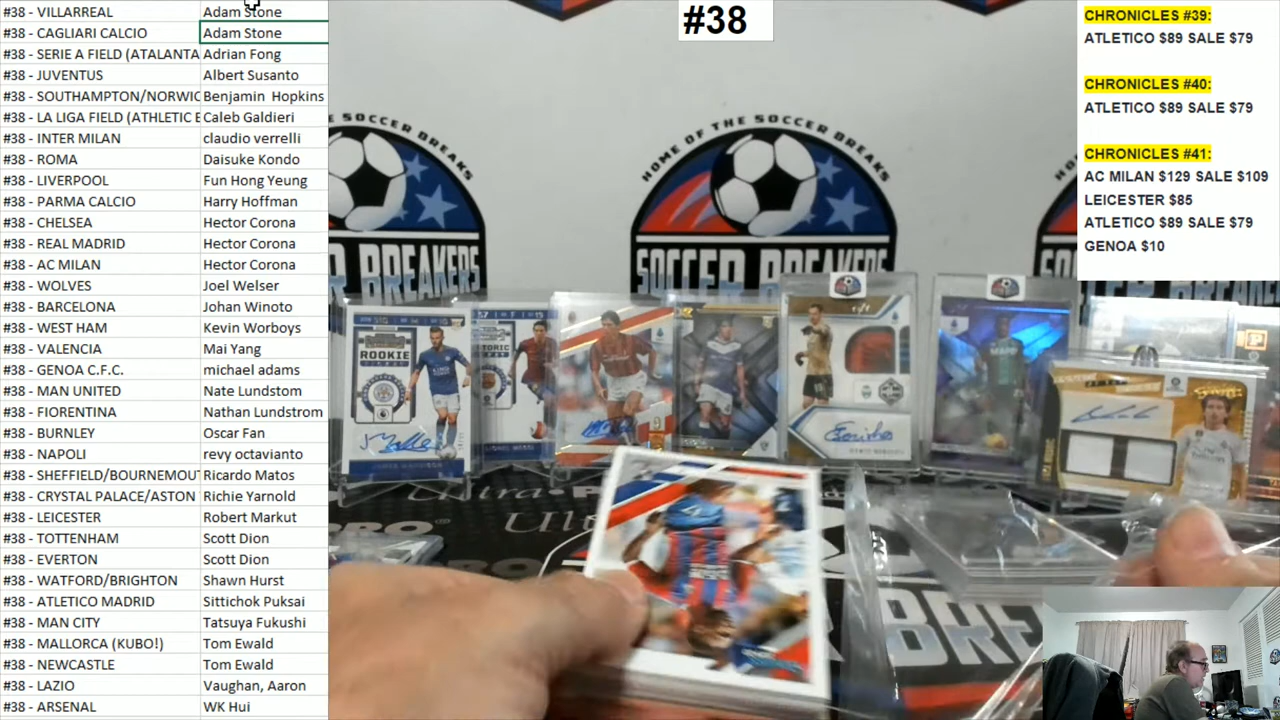 #38 - VILLARREAL Adam Stone
#38 - CAGLIARI CALCIO Adam Stone
#38 - SERIE A FIELD (ATALANTA Adrian Fong
#38 - JUVENTUS Albert Susanto
#38 - SOUTHAMPTON/NORWIC Benjamin Hopkins
#38 - LA LIGA FIELD (ATHLETIC B Caleb Galdieri
#38 - INTER MILAN claudio verrelli
#38 - ROMA Daisuke Kondo
#38 - LIVERPOOL Fun Hong Yeung
#38 - PARMA CALCIO Harry Hoffman
#38 - CHELSEA Hector Corona
#38 - REAL MADRID Hector Corona
#38 - AC MILAN Hector Corona
#38 - WOLVES Joel Welser
#38 - BARCELONA Johan Winoto
#38 - WEST HAM Kevin Worboys
#38 - VALENCIA Mai Yang
#38 - GENOA C.F.C. michael adams
#38 - MAN UNITED Nate Lundstom
#38 - FIORENTINA Nathan Lundstrom
#38 - BURNLEY Oscar Fan
#38 - NAPOLI revy octavianto
#38 - SHEFFIELD/BOURNEMOUT Ricardo Matos
#38 - CRYSTAL PALACE/ASTON Richie Yarnold
#38 - LEICESTER Robert Markut
#38 - TOTTENHAM Scott Dion
#38 - EVERTON Scott Dion
#38 - WATFORD/BRIGHTON Shawn Hurst
#38 - ATLETICO MADRID Sittichok Puksai
#38 - MAN CITY Tatsuya Fukushi
#38 - MALLORCA (KUBO!) Tom Ewald
#38 - NEWCASTLE Tom Ewald
#38 - LAZIO Vaughan, Aaron
#38 - ARSENAL WK Hui
#38
CHRONICLES #39:
ATLETICO $89 SALE $79
CHRONICLES #40:
ATLETICO $89 SALE $79
CHRONICLES #41:
AC MILAN $129 SALE $109
LEICESTER $85
ATLETICO $89 SALE $79
GENOA $10
E SOCCER BREAKS
ER BREAKERS
HOME OF THE SOCCER BREAKS
SOCCER BREAKERS
ROOKIE